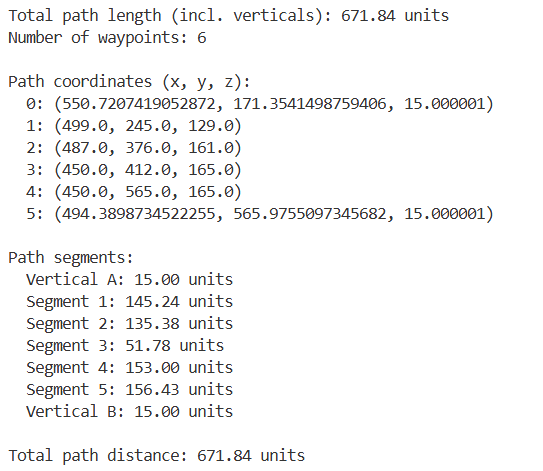 Total path length (incl. verticals): 671.84 units
Number of waypoints: 6
Path coordinates (x, y, z):
0: (550.7207419052872, 171.3541498759406, 15.000001)
1: (499.0, 245.0, 129.0)
2: (487.0, 376.0, 161.0)
3: (450.0, 412.0, 165.0)
4: (450.0, 565.0, 165.0)
5: (494.3898734522255, 565.9755097345682, 15.000001)
Path segments:
Vertical A: 15.00 units
Segment 1: 145.24 units
Segment 2: 135.38 units
Segment 3: 51.78 units
Segment 4: 153.00 units
Segment 5: 156.43 units
Vertical B: 15.00 units
Total path distance: 671.84 units